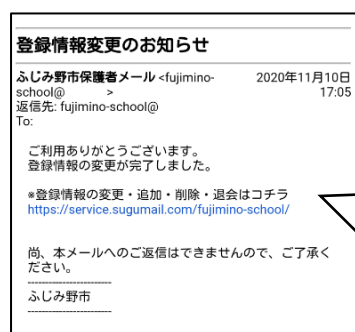 登録情報変更のお知らせ
ふじみ野市保護者メール <fujimino-school@ > 2020年11月10日 17:05
返信先: fujimino-school@
To:
ご利用ありがとうございます。
登録情報の変更が完了しました。
※登録情報の変更・追加・削除・退会はコチラ
https://service.sugumail.com/fujimino-school/
尚、本メールへのご返信はできませんので、ご了承く
ださい。
------------------------
ふじみ野市
------------------------